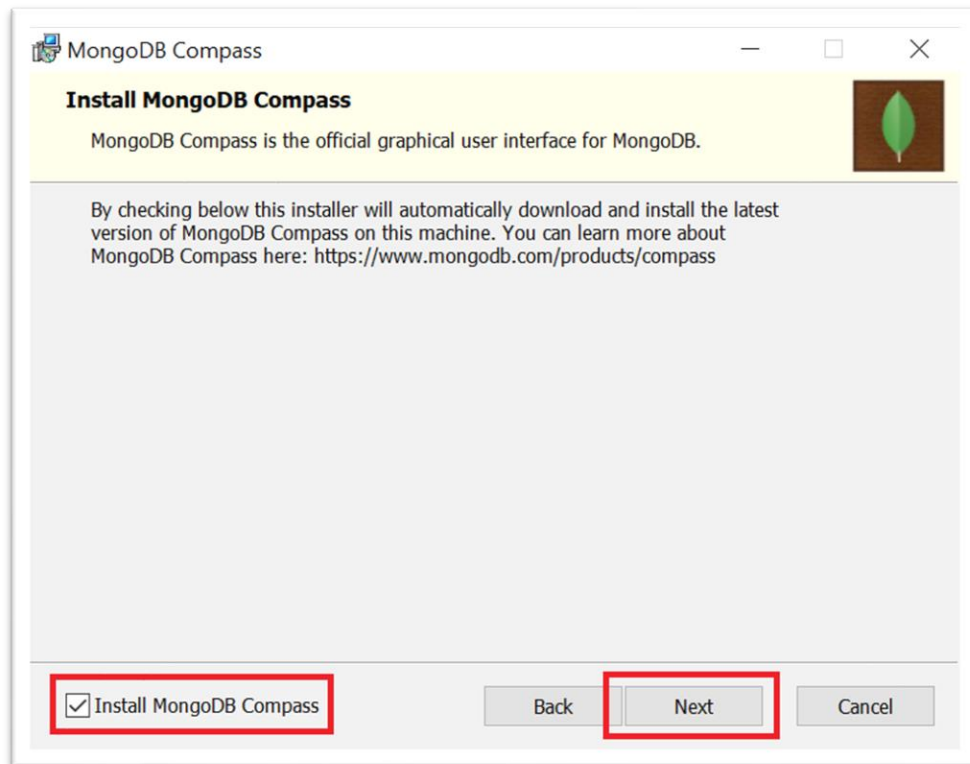 MongoDB Compass
Install MongoDB Compass
MongoDB Compass is the official graphical user interface for MongoDB.
By checking below this installer will automatically download and install the latest
version of MongoDB Compass on this machine. You can learn more about
MongoDB Compass here: https://www.mongodb.com/products/compass
Install MongoDB Compass
Back
Next
Cancel